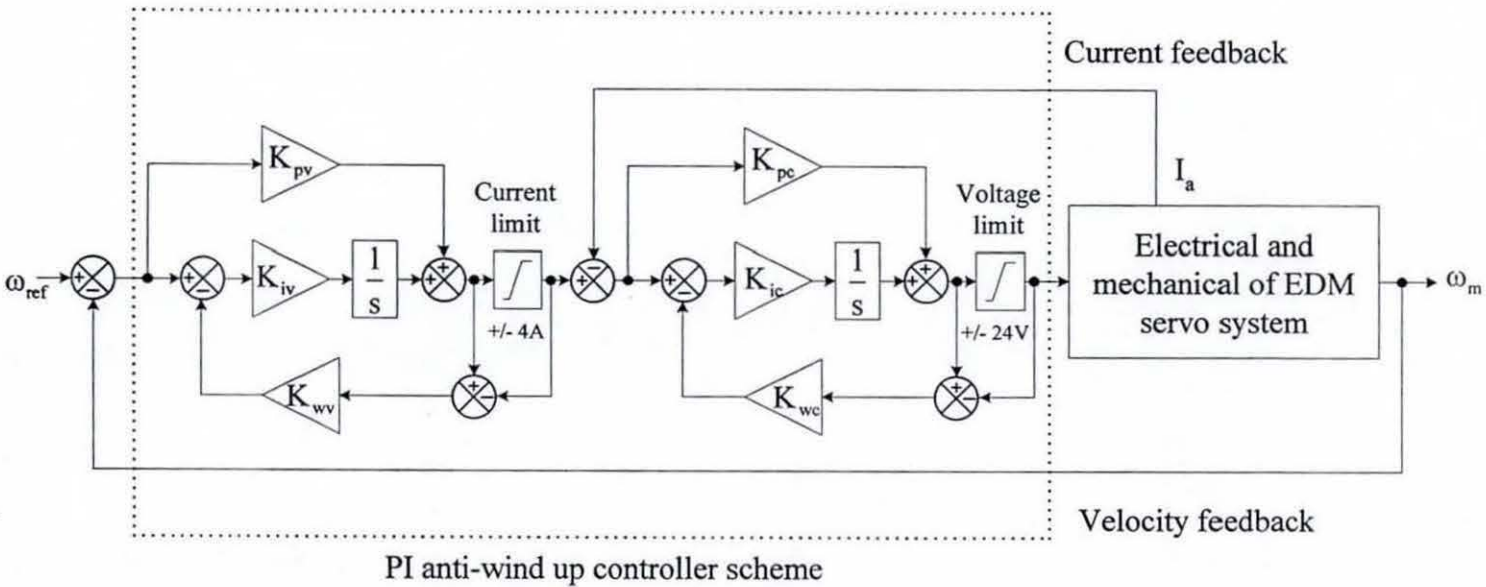 Current feedback
K_pv
K_pc
I_a
Current
limit
Voltage
limit
ω_ref
+
−
+
−
K_iv
1
s
+
+
+/- 4A
−
+
+
−
K_ic
1
s
+
+
+/- 24V
Electrical and
mechanical of EDM
servo system
ω_m
K_wv
+
−
K_wc
+
−
Velocity feedback
PI anti-wind up controller scheme